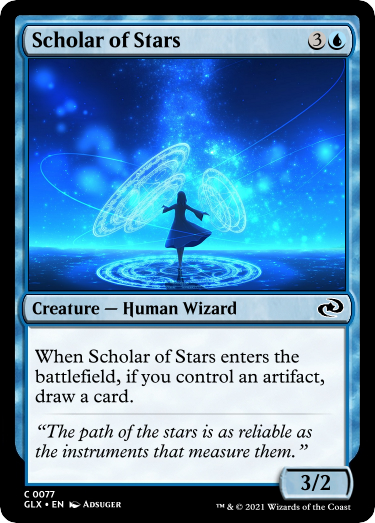 Scholar of Stars 3
Creature — Human Wizard
When Scholar of Stars enters the
battlefield, if you control an artifact,
draw a card.
“The path of the stars is as reliable as
the instruments that measure them.”
3/2
C 0077
GLX • EN Adsuger
™ & © 2021 Wizards of the Coast